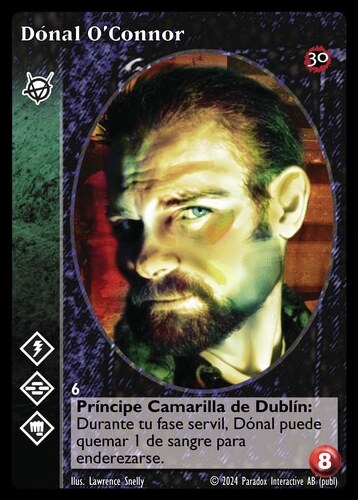 Dónal O'Connor
30
6
Príncipe Camarilla de Dublín:
Durante tu fase servil, Dónal puede
quemar 1 de sangre para
enderezarse.
8
Ilus. Lawrence Snelly © 2024 Paradox Interactive AB (publ)